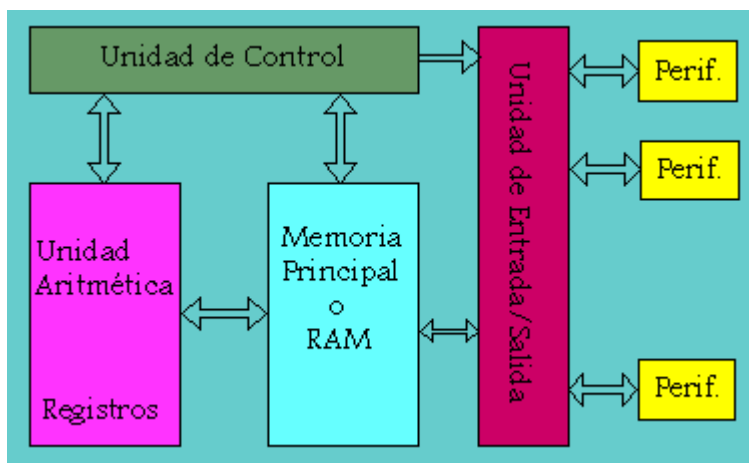 Unidad de Control
Unidad
Aritmética
Registros
Memoria
Principal
o
RAM
Unidad de Entrada/Salida
Perif.
Perif.
Perif.